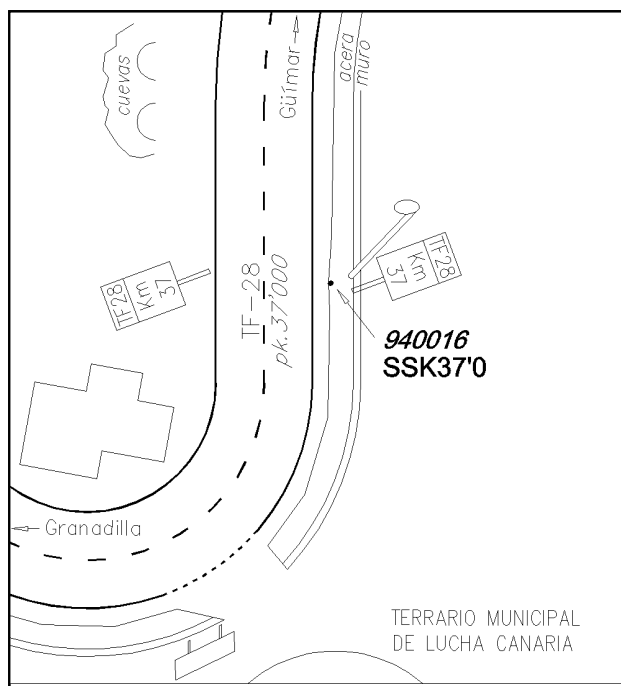 cuevas
Güímar
acera
muro
TF-28
pk.37'000
TF28
Km
37
TF28
Km
37
940016
SSK37'0
Granadilla
TERRARIO MUNICIPAL
DE LUCHA CANARIA